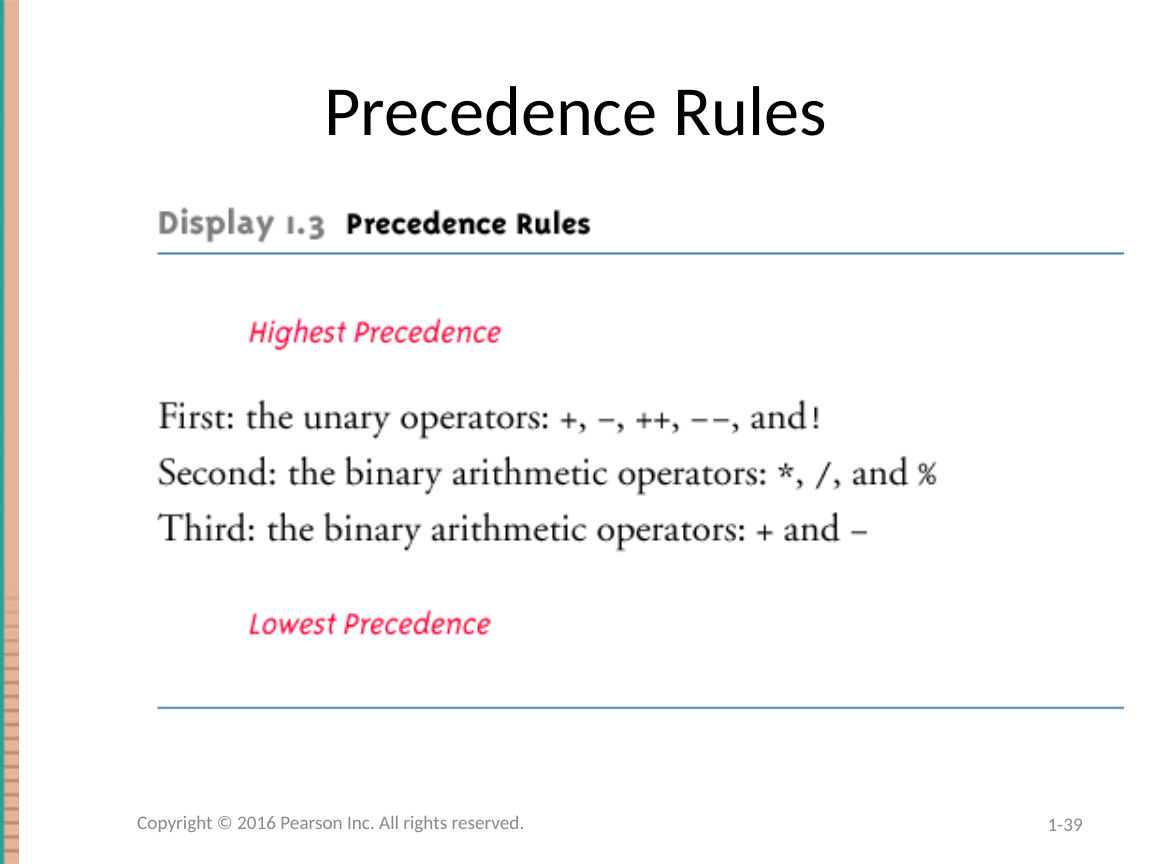 Precedence Rules
Display 1.3 Precedence Rules
Highest Precedence
First: the unary operators: +, –, ++, ––, and!
Second: the binary arithmetic operators: *, /, and %
Third: the binary arithmetic operators: + and –
Lowest Precedence
Copyright © 2016 Pearson Inc. All rights reserved.
1-39